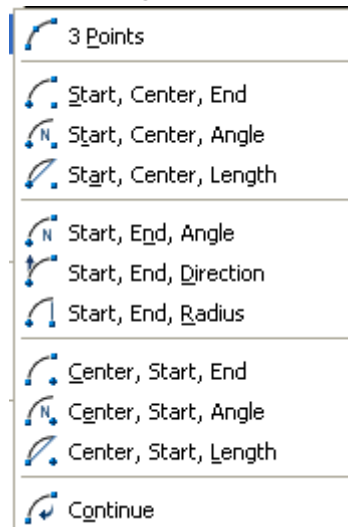 3 Points
Start, Center, End
Start, Center, Angle
Start, Center, Length
Start, End, Angle
Start, End, Direction
Start, End, Radius
Center, Start, End
Center, Start, Angle
Center, Start, Length
Continue